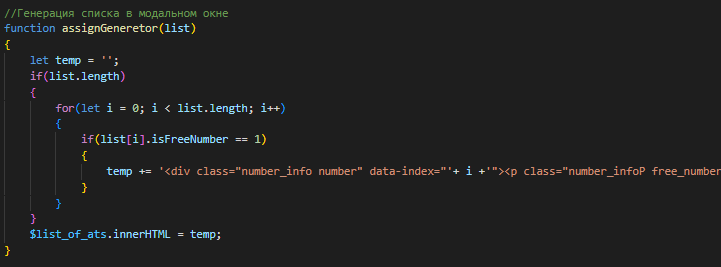 //Генерация списка в модальном окне
function assignGeneretor(list)
{
let temp = '';
if(list.length)
{
for(let i = 0; i < list.length; i++)
{
if(list[i].isFreeNumber == 1)
{
temp += '<div class="number_info number" data-index="'+ i +'"><p class="number_infoP free_number
}
}
}
$list_of_ats.innerHTML = temp;
}